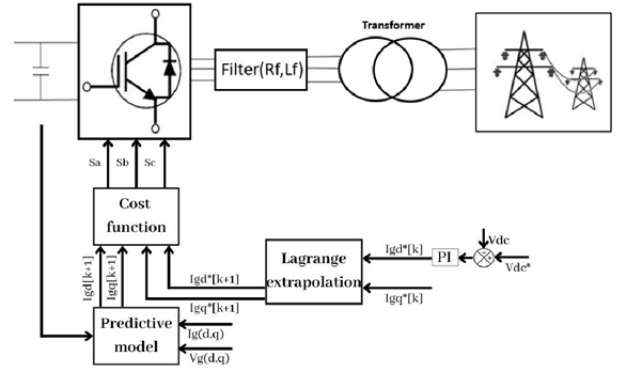 Transformer
Filter(Rf,Lf)
Sa
Sb
Sc
Cost
function
Igd[k+1]
Igq[k+1]
Igd*[k+1]
Igq*[k+1]
Lagrange
extrapolation
Igd*[k]
Igq*[k]
PI
Vdc
Vdc*
Predictive
model
Ig(d,q)
Vg(d,q)